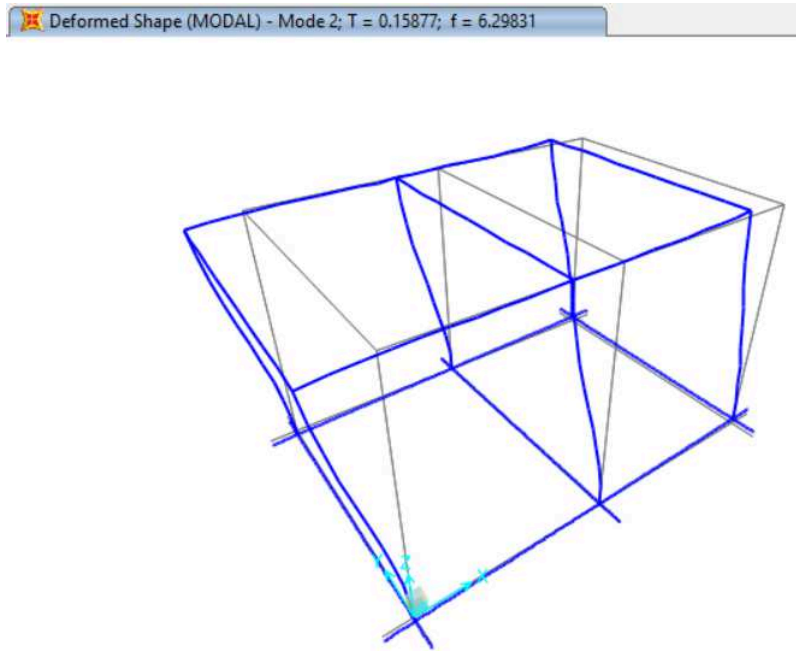 Deformed Shape (MODAL) - Mode 2; T = 0.15877; f = 6.29831
Z
Y
X